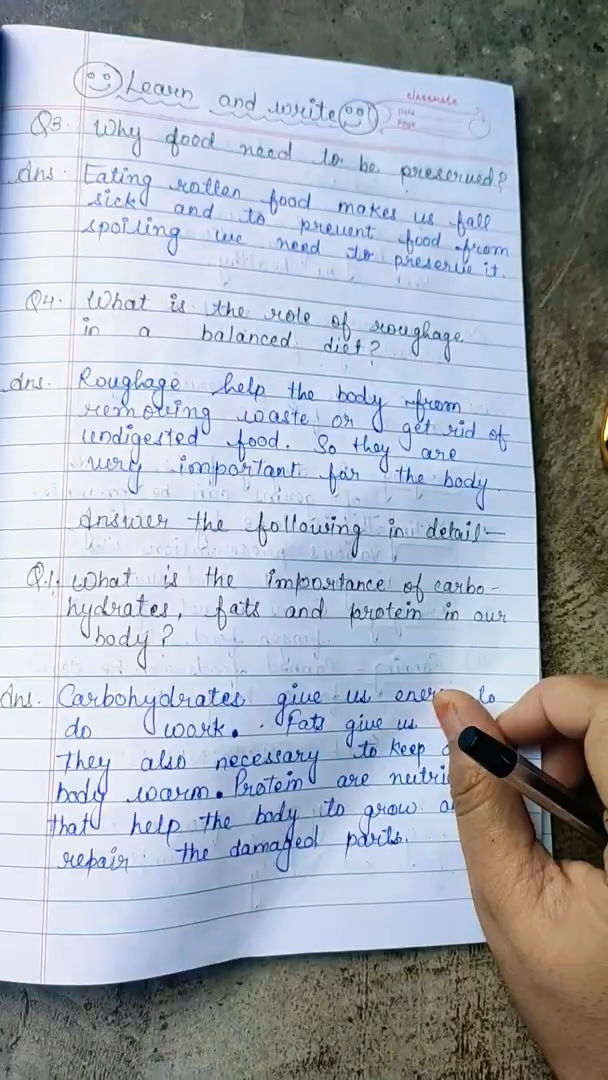 Learn and write
classmate
Date
Page
Q3. Why food need to be preserved?
Ans. Eating rotten food makes us fall
sick and to prevent food from
spoiling we need to preserve it.
Q4. What is the role of roughage
in a balanced diet?
Ans. Roughage help the body from
removing waste or get rid of
undigested food. So they are
very important for the body.
Answer the following in detail-
Q.1. What is the importance of carbo-
hydrates, fats and protein in our
body?
Ans. Carbohydrates give us to
do work. Fats give us
They also necessary to keep
body warm. Protein are
that help the body to grow
repair the damaged parts.